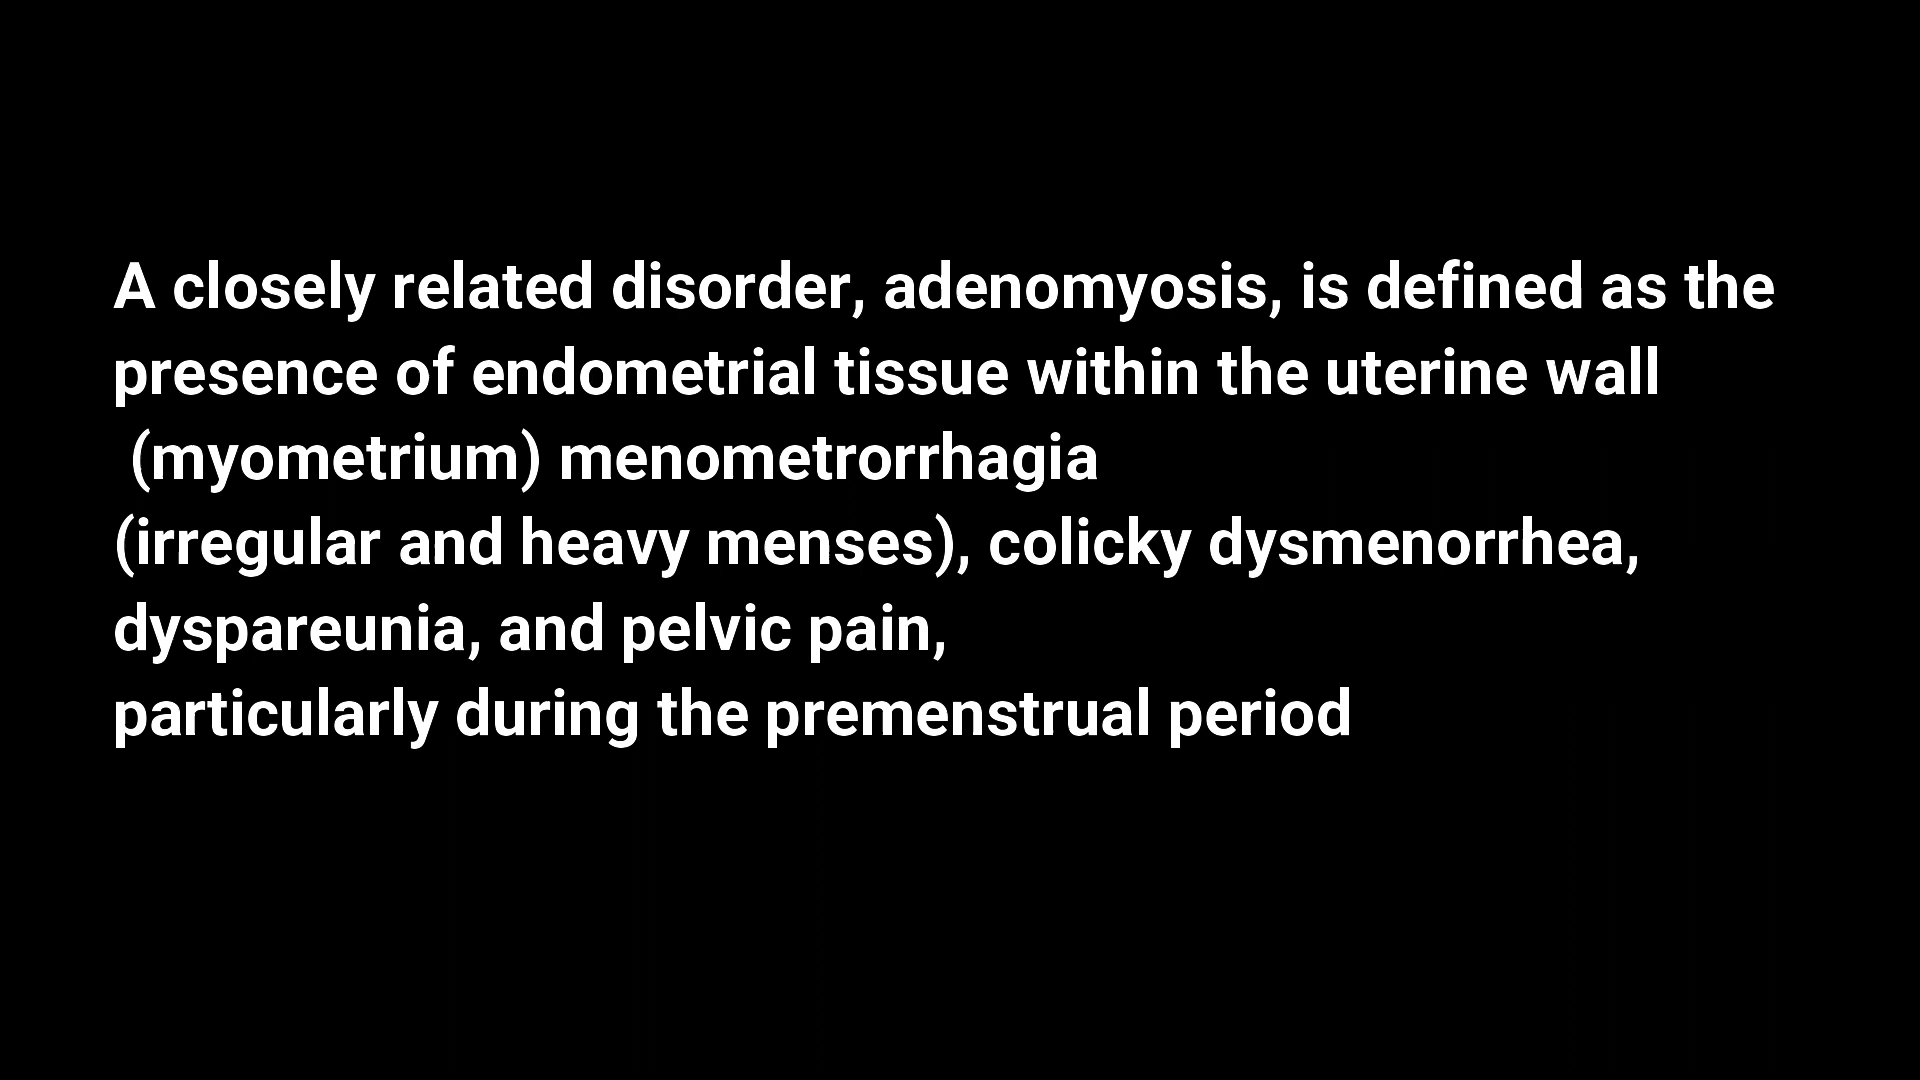 A closely related disorder, adenomyosis, is defined as the
presence of endometrial tissue within the uterine wall
(myometrium) menometrorrhagia
(irregular and heavy menses), colicky dysmenorrhea,
dyspareunia, and pelvic pain,
particularly during the premenstrual period